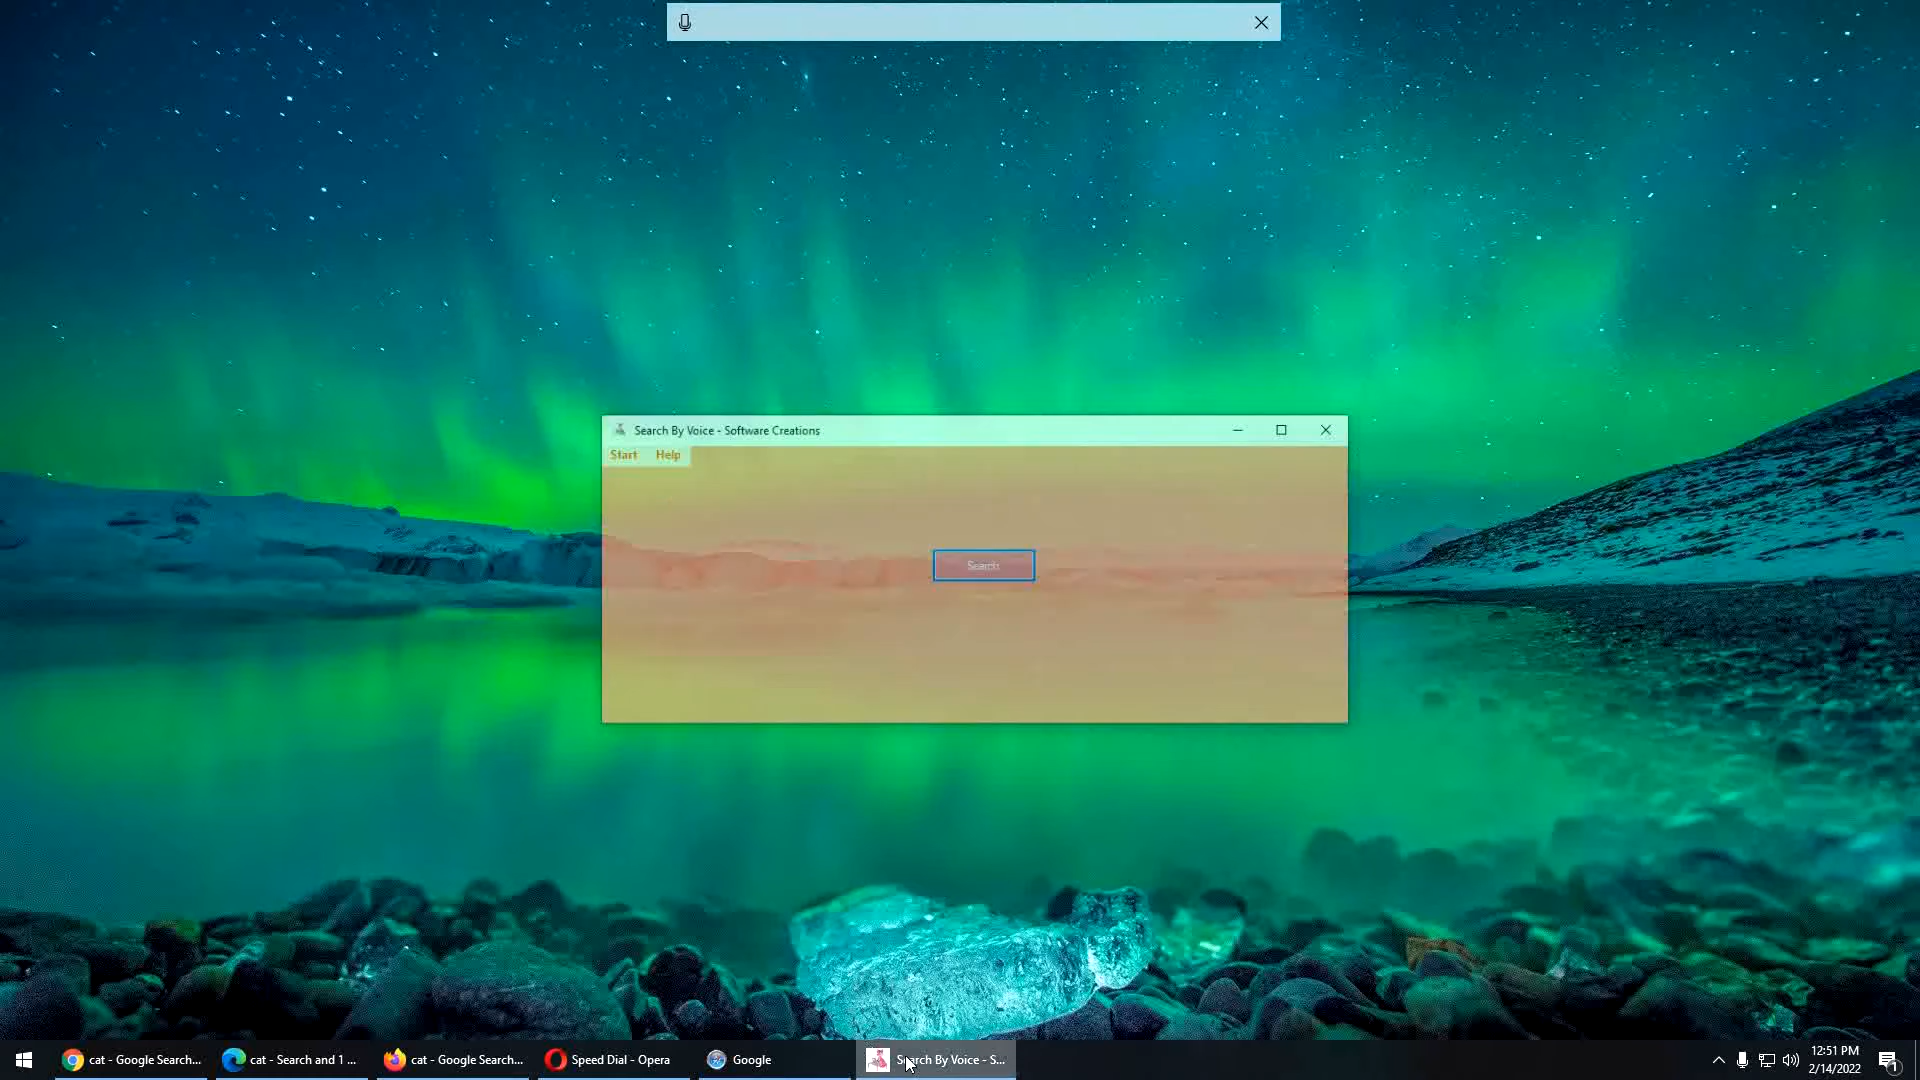 Search By Voice - Software Creations
Start Help
Search
cat - Google Search...
cat - Search and 1 ...
cat - Google Search...
Speed Dial - Opera
Google
Search By Voice - S...
12:51 PM
2/14/2022
1